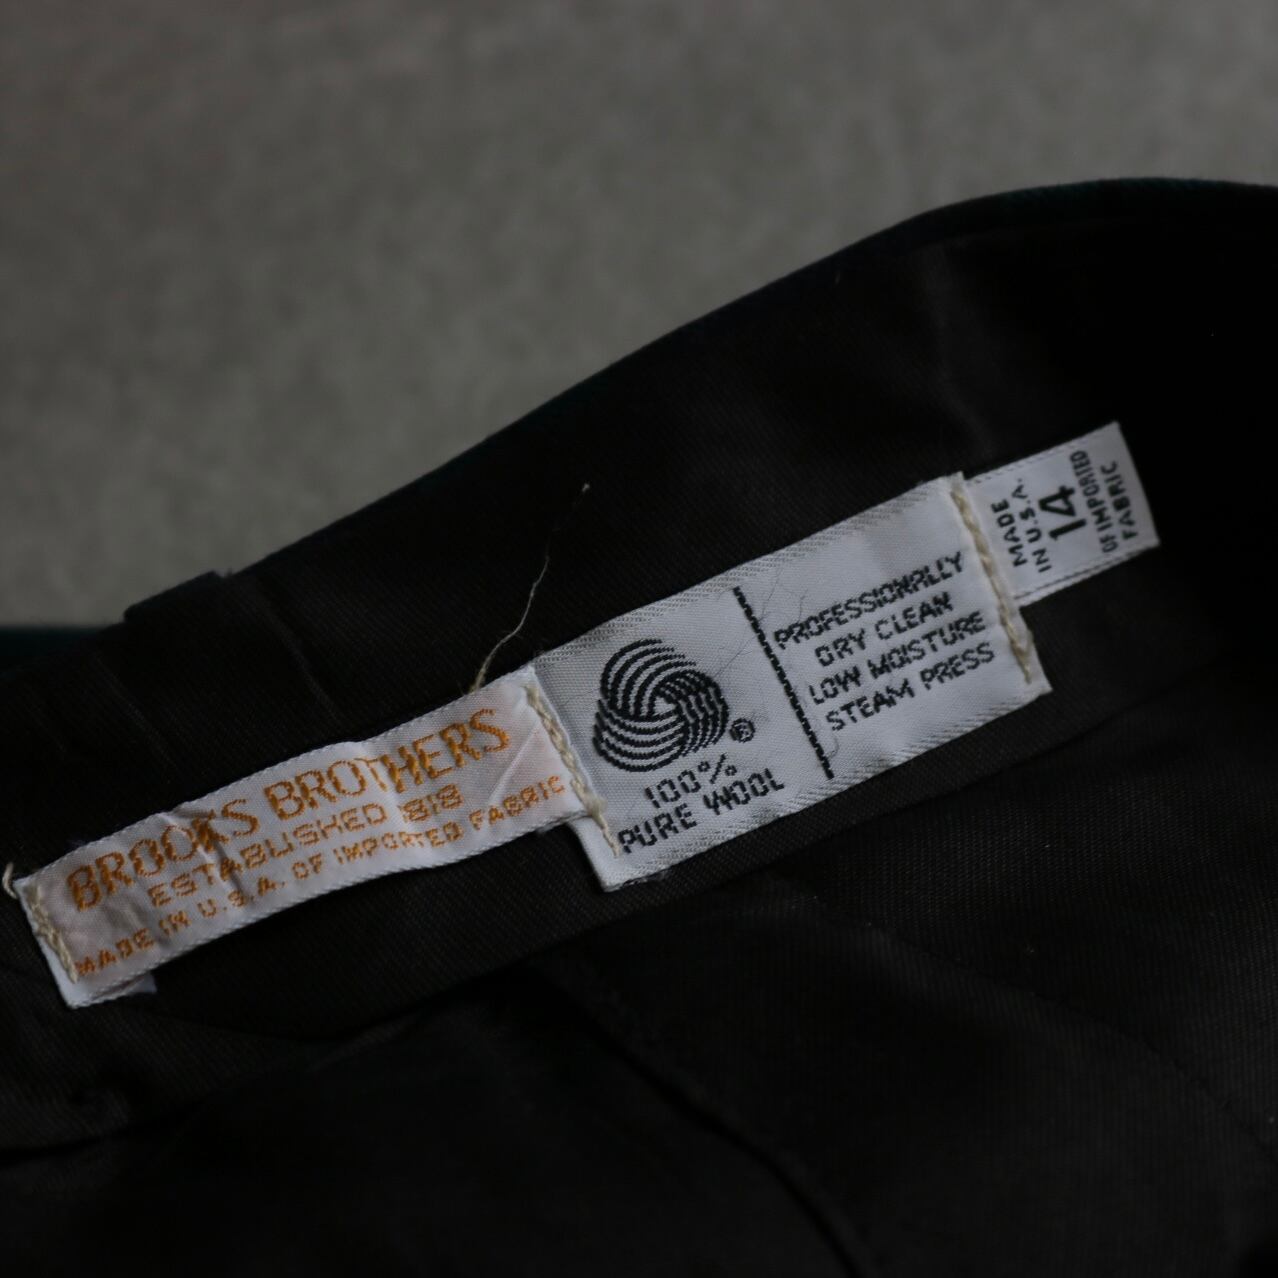 BROOKS BROTHERS
ESTABLISHED 1818
MADE IN U.S.A. OF IMPORTED FABRIC
®
100%
PURE WOOL
PROFESSIONALLY
DRY CLEAN
LOW MOISTURE
STEAM PRESS
MADE
IN U.S.A.
14
OF IMPORTED
FABRIC